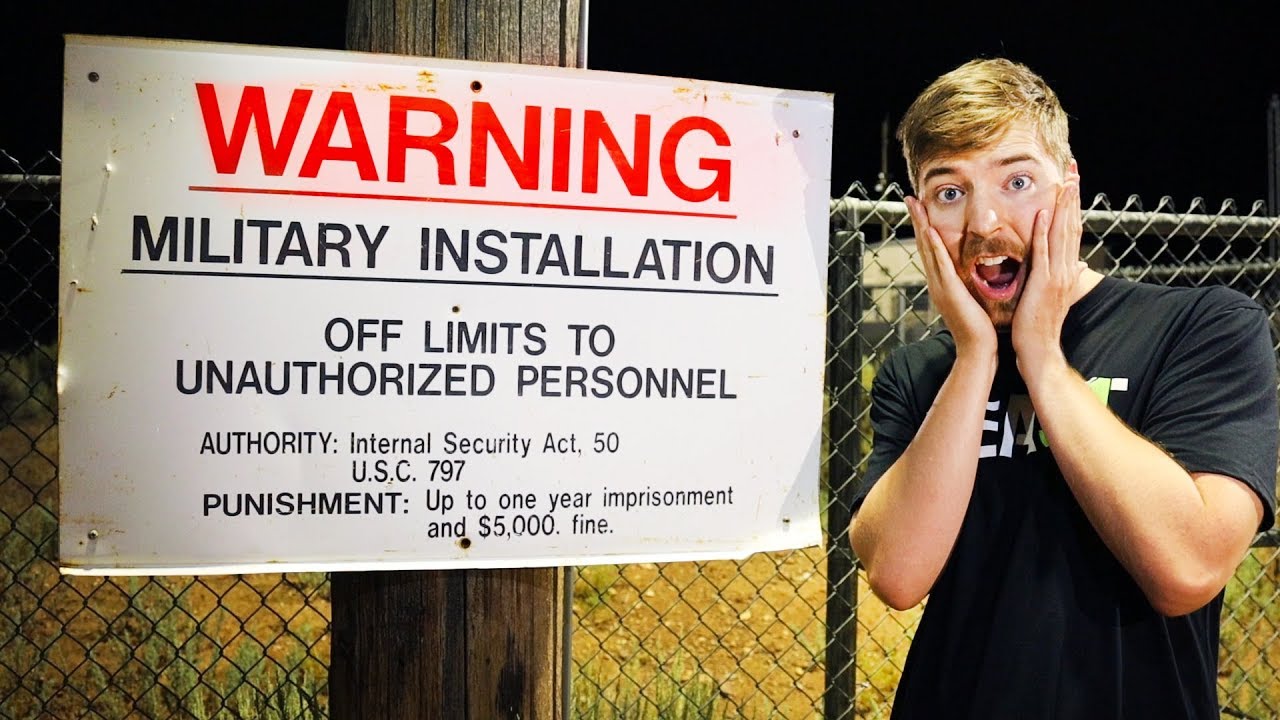 WARNING
MILITARY INSTALLATION
OFF LIMITS TO
UNAUTHORIZED PERSONNEL
AUTHORITY: Internal Security Act, 50
U.S.C. 797
PUNISHMENT: Up to one year imprisonment
and $5,000. fine.